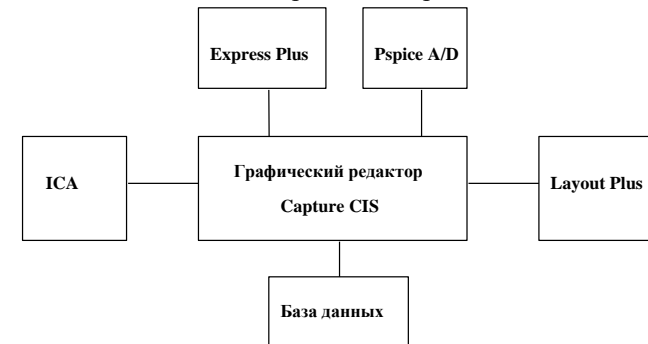 Express Plus
Pspice A/D
ICA
Графический редактор
Capture CIS
Layout Plus
База данных